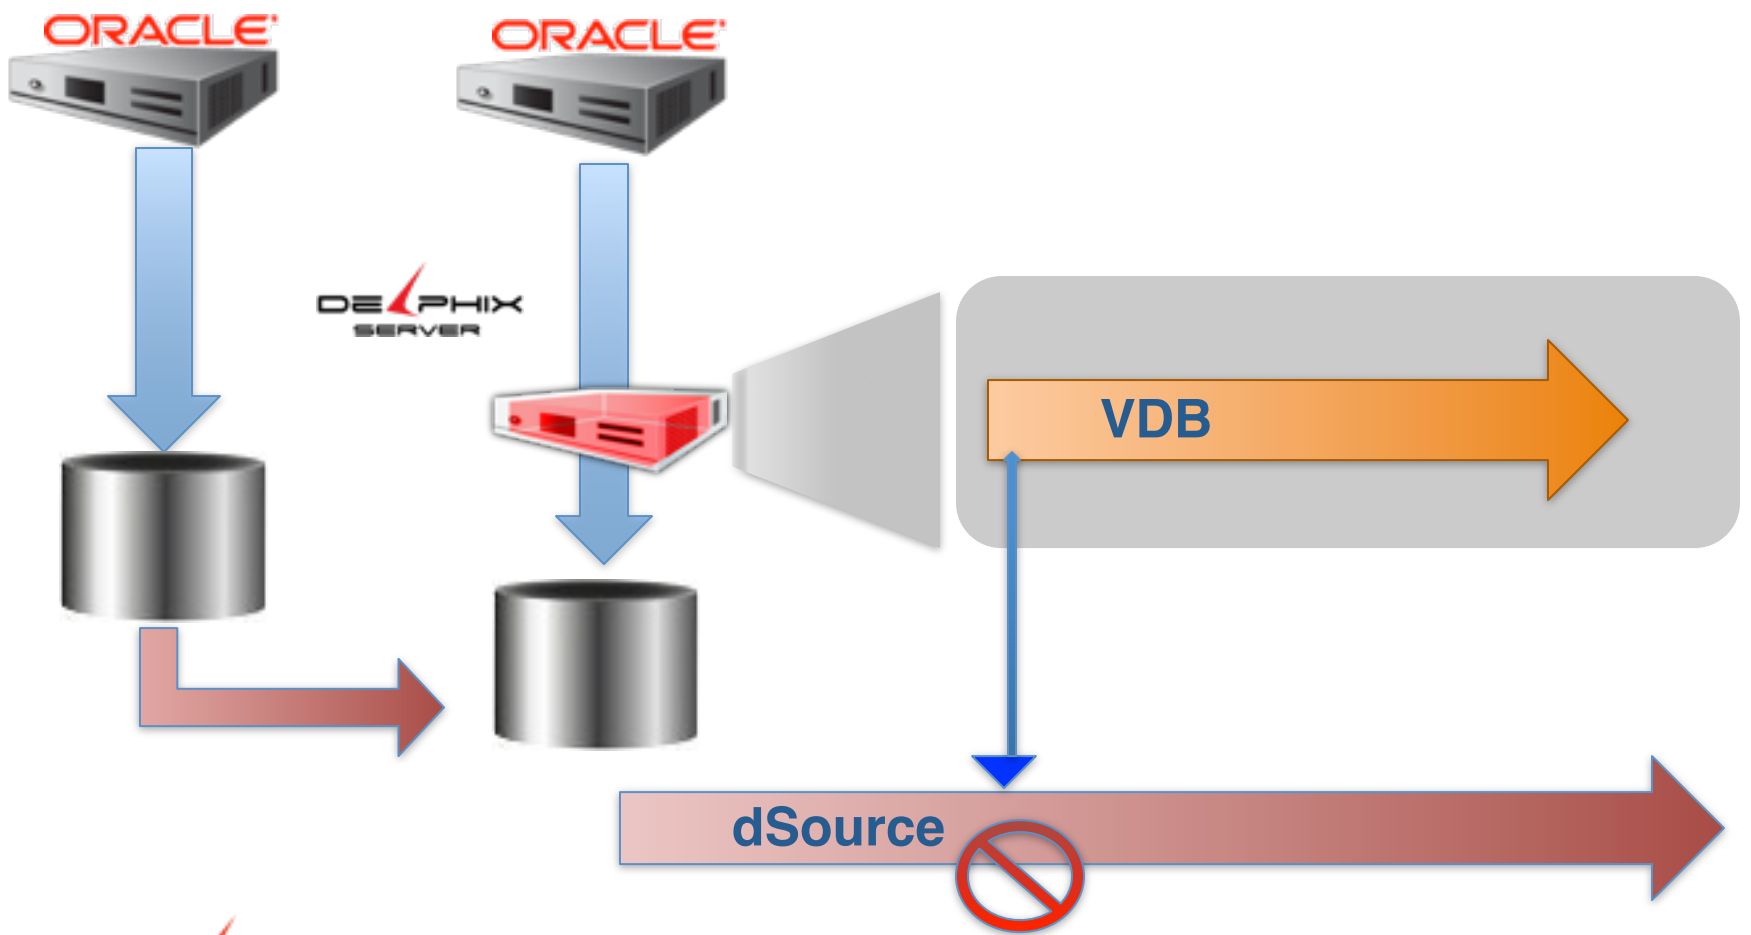 ORACLE
ORACLE
DELPHIX
SERVER
VDB
dSource